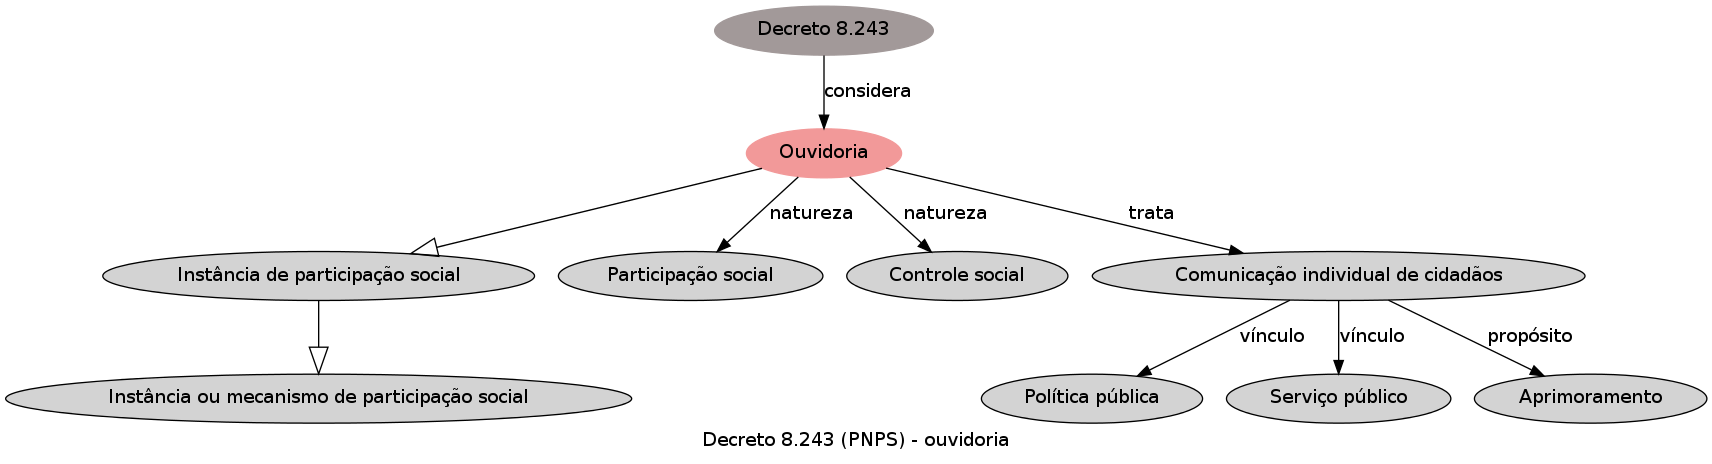 Decreto 8.243
considera
Ouvidoria
natureza
natureza
trata
Instância de participação social
Participação social
Controle social
Comunicação individual de cidadãos
vínculo
vínculo
propósito
Instância ou mecanismo de participação social
Política pública
Serviço público
Aprimoramento
Decreto 8.243 (PNPS) - ouvidoria